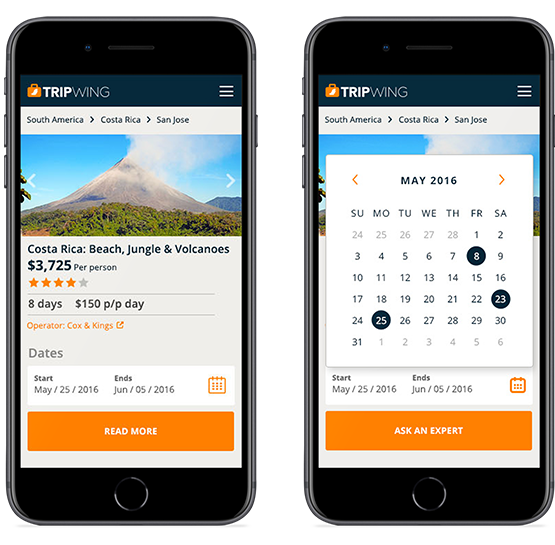 TRIPWING
South America > Costa Rica > San Jose
Costa Rica: Beach, Jungle & Volcanoes
$3,725 Per person
8 days $150 p/p day
Operator: Cox & Kings
Dates
Start Ends
May / 25 / 2016 Jun / 05 / 2016
READ MORE
TRIPWING
South America > Costa Rica > San Jose
< MAY 2016 >
SU MO TU WE TH FR SA
24 25 26 27 28 1 2
3 4 5 6 7 8 9
10 11 12 13 14 15 16
17 18 19 20 21 22 23
24 25 26 27 28 29 30
31 1 2 3 4 5 6
Start Ends
May / 25 / 2016 Jun / 05 / 2016
ASK AN EXPERT